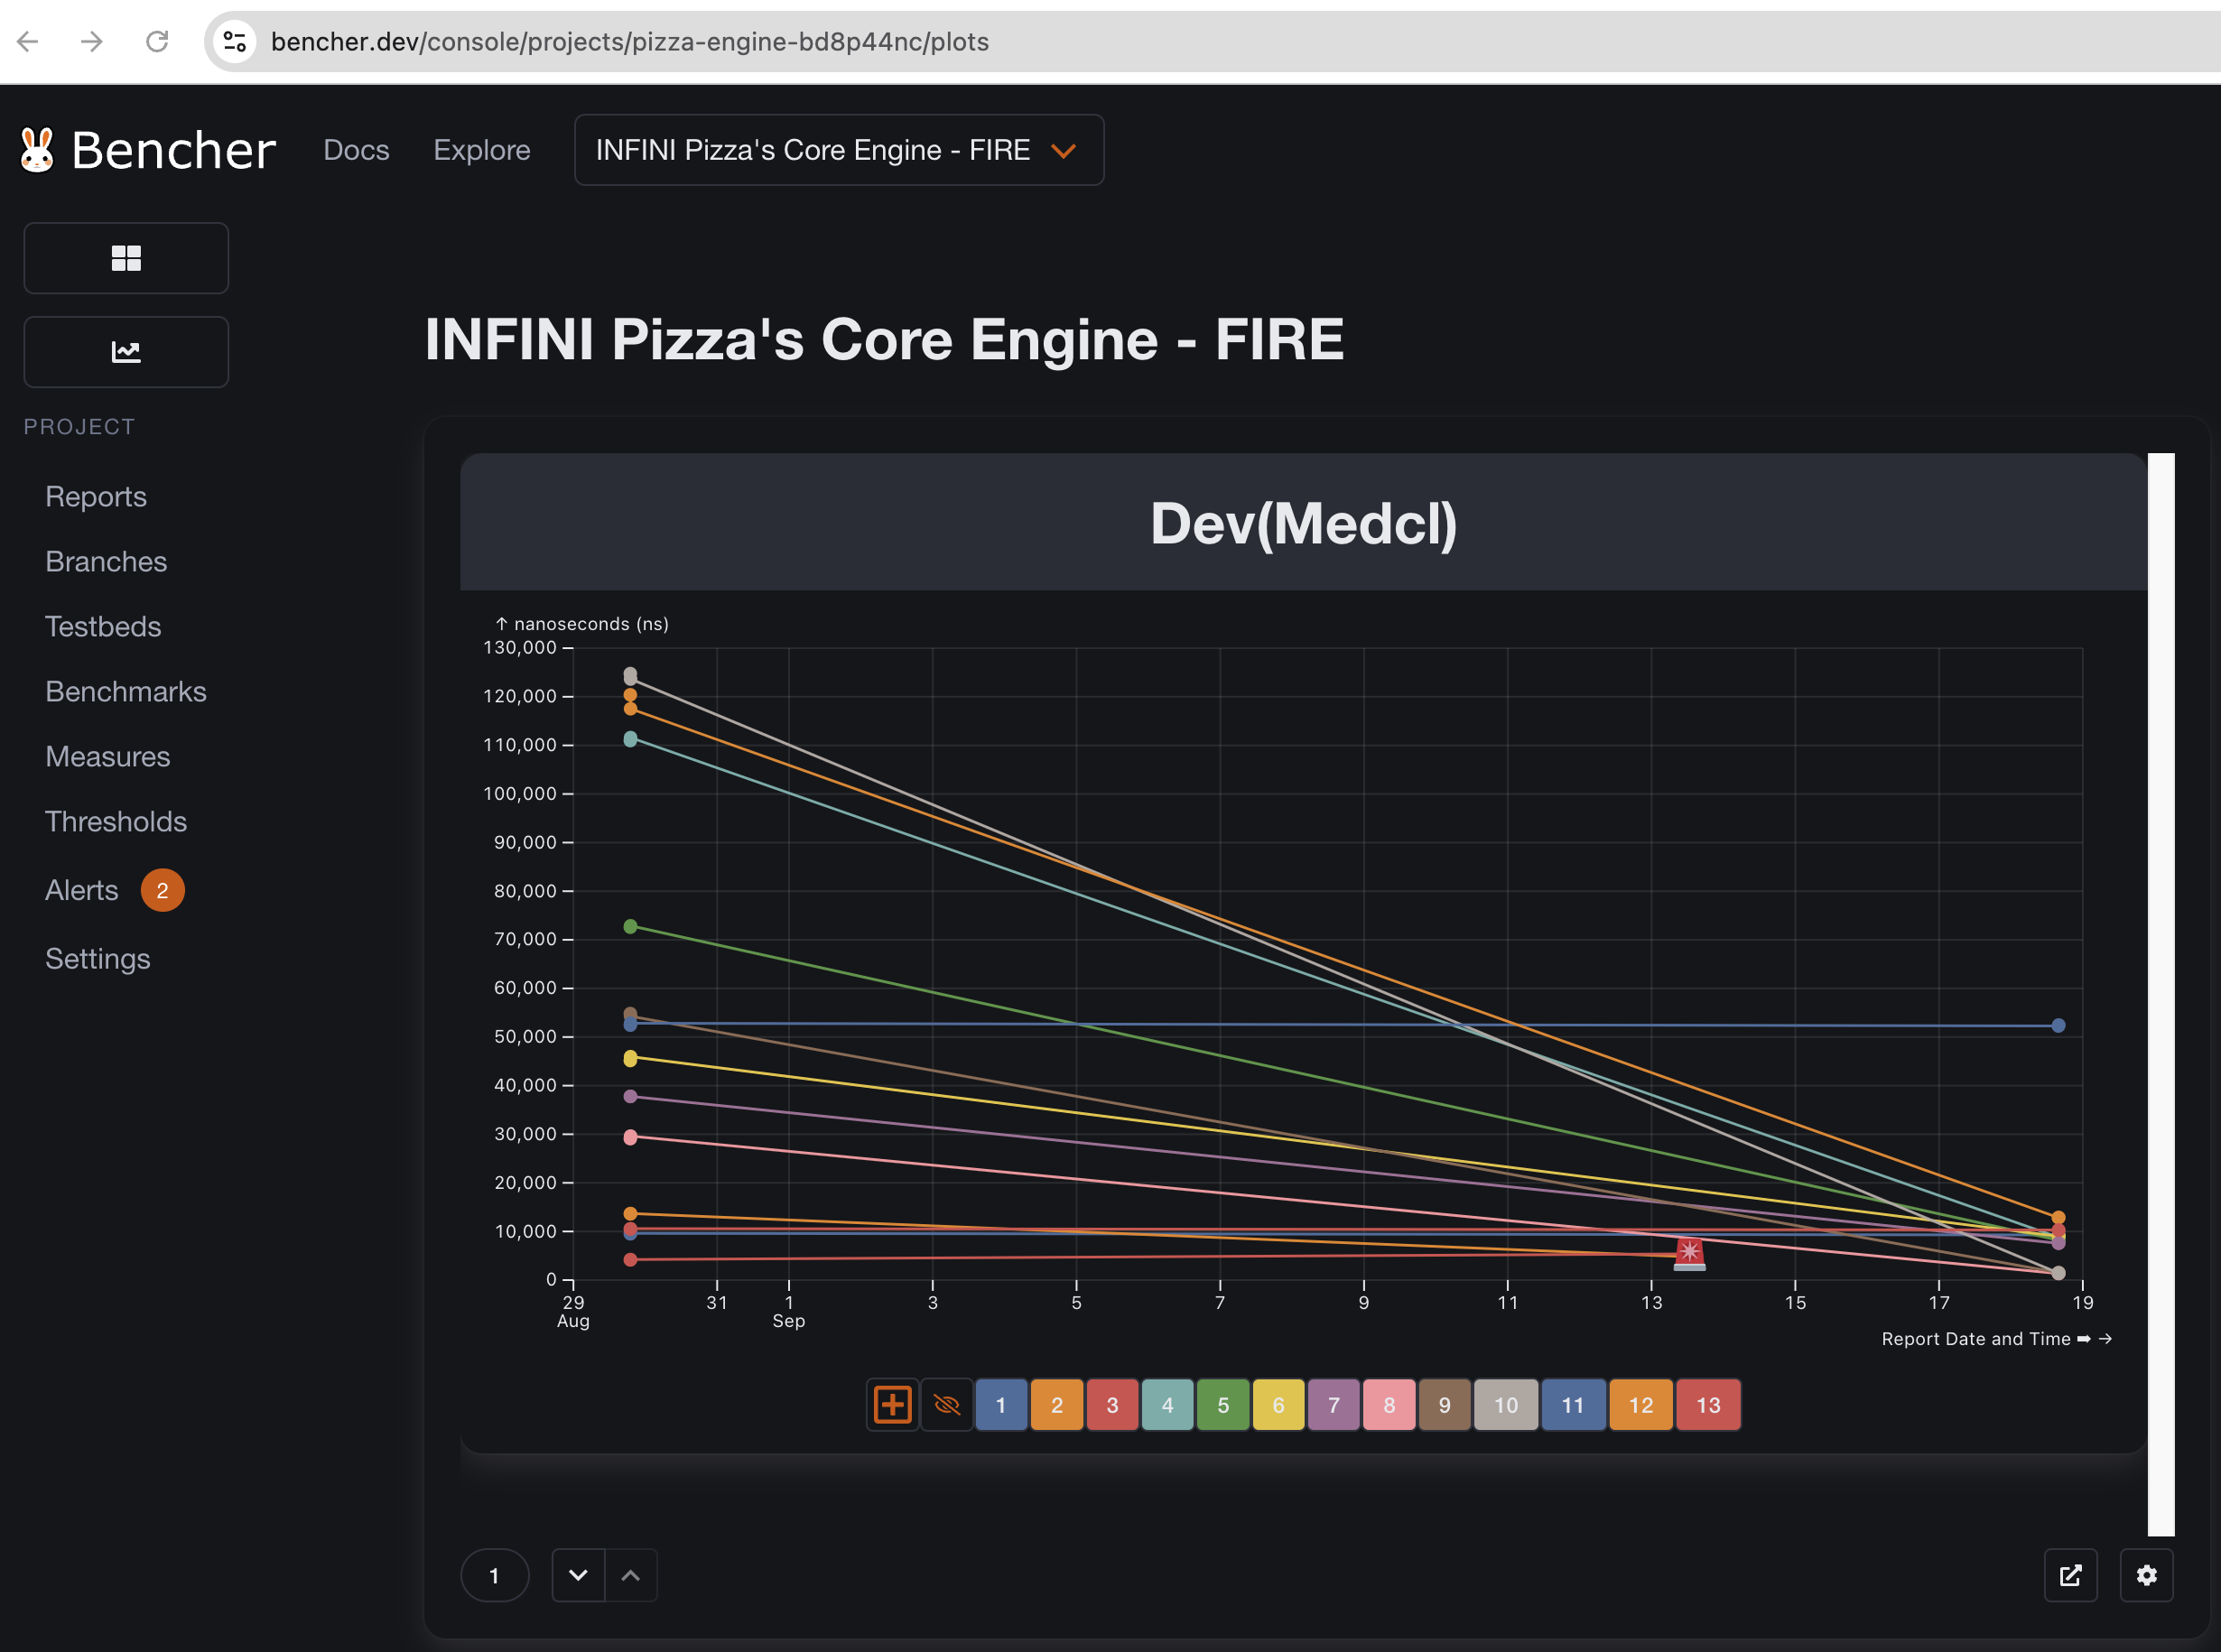 bencher.dev/console/projects/pizza-engine-bd8p44nc/plots
Bencher
Docs
Explore
INFINI Pizza's Core Engine - FIRE
PROJECT
Reports
Branches
Testbeds
Benchmarks
Measures
Thresholds
Alerts 2
Settings
INFINI Pizza's Core Engine - FIRE
Dev(Medcl)
↑ nanoseconds (ns)
130,000
120,000
110,000
100,000
90,000
80,000
70,000
60,000
50,000
40,000
30,000
20,000
10,000
0
29 31 1 3 5 7 9 11 13 15 17 19
Aug Sep
Report Date and Time ➡ →
1 2 3 4 5 6 7 8 9 10 11 12 13
1